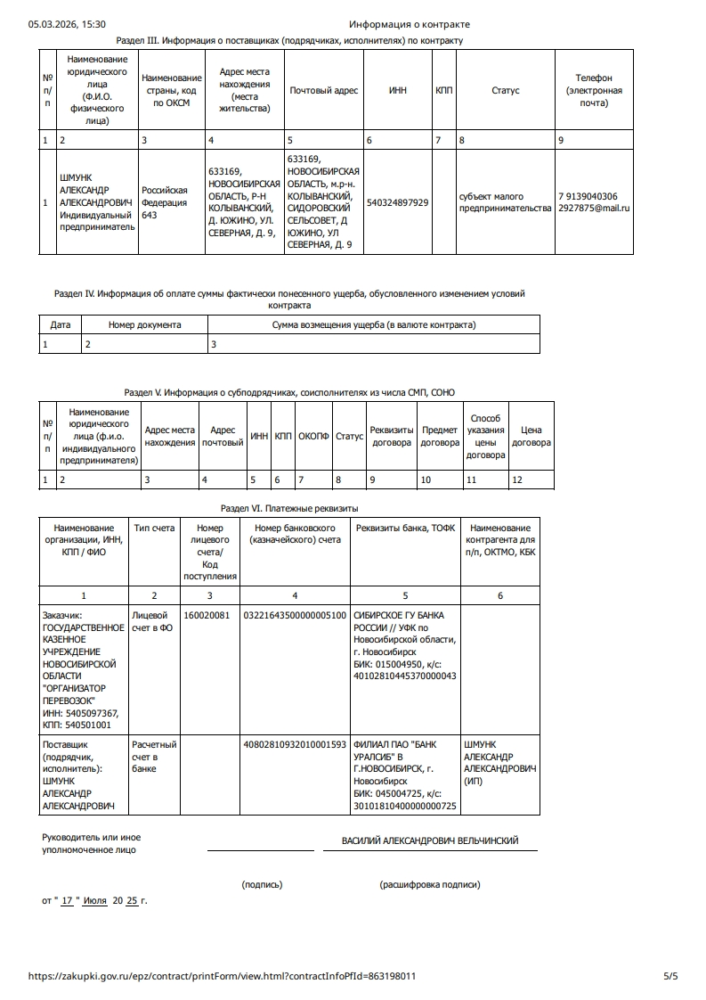 05.03.2026, 15:30
Информация о контракте
Раздел III. Информация о поставщиках (подрядчиках, исполнителях) по контракту
№
п/
п
Наименование
юридического
лица
(Ф.И.О.
физического
лица)
Наименование
страны, код
по ОКСМ
Адрес места
нахождения
(места
жительства)
Почтовый адрес
ИНН
КПП
Статус
Телефон
(электронная
почта)
1 2 3 4 5 6 7 8 9
1
ШМУНК
АЛЕКСАНДР
АЛЕКСАНДРОВИЧ
Индивидуальный
предприниматель
Российская
Федерация
643
633169,
НОВОСИБИРСКАЯ
ОБЛАСТЬ, Р-Н
КОЛЫВАНСКИЙ,
Д. ЮЖИНО, УЛ.
СЕВЕРНАЯ, Д. 9,
633169,
НОВОСИБИРСКАЯ
ОБЛАСТЬ, м.р-н.
КОЛЫВАНСКИЙ,
СИДОРОВСКИЙ
СЕЛЬСОВЕТ, Д
ЮЖИНО, УЛ
СЕВЕРНАЯ, Д. 9
540324897929
субъект малого
предпринимательства
7 9139040306
2927875@mail.ru
Раздел IV. Информация об оплате суммы фактически понесенного ущерба, обусловленного изменением условий
контракта
Дата
Номер документа
Сумма возмещения ущерба (в валюте контракта)
1 2 3
Раздел V. Информация о субподрядчиках, соисполнителях из числа СМП, СОНО
№
п/
п
Наименование
юридического
лица (ф.и.о.
индивидуального
предпринимателя)
Адрес места
нахождения
Адрес
почтовый
ИНН
КПП
ОКОПФ
Статус
Реквизиты
договора
Предмет
договора
Способ
указания
цены
договора
Цена
договора
1 2 3 4 5 6 7 8 9 10 11 12
Раздел VI. Платежные реквизиты
Наименование
организации, ИНН,
КПП / ФИО
Тип счета
Номер
лицевого
счета/
Код
поступления
Номер банковского
(казначейского) счета
Реквизиты банка, ТОФК
Наименование
контрагента для
п/п, ОКТМО, КБК
1 2 3 4 5 6
Заказчик:
ГОСУДАРСТВЕННОЕ
КАЗЕННОЕ
УЧРЕЖДЕНИЕ
НОВОСИБИРСКОЙ
ОБЛАСТИ
"ОРГАНИЗАТОР
ПЕРЕВОЗОК"
ИНН: 5405097367,
КПП: 540501001
Лицевой
счет в ФО
160020081
03221643500000005100
СИБИРСКОЕ ГУ БАНКА
РОССИИ // УФК по
Новосибирской области,
г. Новосибирск
БИК: 015004950, к/с:
40102810445370000043
Поставщик
(подрядчик,
исполнитель):
ШМУНК
АЛЕКСАНДР
АЛЕКСАНДРОВИЧ
Расчетный
счет в
банке
40802810932010001593
ФИЛИАЛ ПАО "БАНК
УРАЛСИБ" В
Г.НОВОСИБИРСК, г.
Новосибирск
БИК: 045004725, к/с:
30101810400000000725
ШМУНК
АЛЕКСАНДР
АЛЕКСАНДРОВИЧ
(ИП)
Руководитель или иное
уполномоченное лицо
ВАСИЛИЙ АЛЕКСАНДРОВИЧ ВЕЛЬЧИНСКИЙ
(подпись)
(расшифровка подписи)
от " 17 " Июля 20 25 г.
https://zakupki.gov.ru/epz/contract/printForm/view.html?contractInfoPfId=863198011
5/5